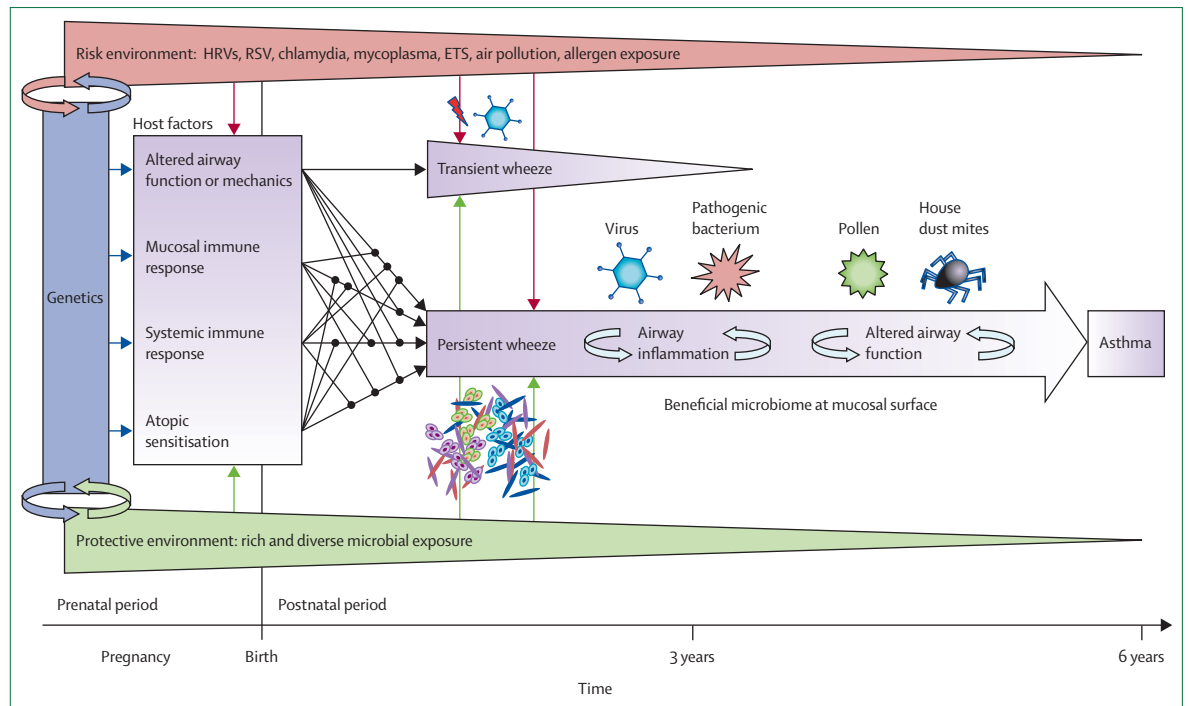 Risk environment: HRVs, RSV, chlamydia, mycoplasma, ETS, air pollution, allergen exposure
Host factors
Genetics
Altered airway
function or mechanics
Mucosal immune
response
Systemic immune
response
Atopic
sensitisation
Transient wheeze
Virus
Pathogenic
bacterium
Pollen
House
dust mites
Persistent wheeze
Airway
inflammation
Altered airway
function
Asthma
Beneficial microbiome at mucosal surface
Protective environment: rich and diverse microbial exposure
Prenatal period
Postnatal period
Pregnancy
Birth
3 years
6 years
Time